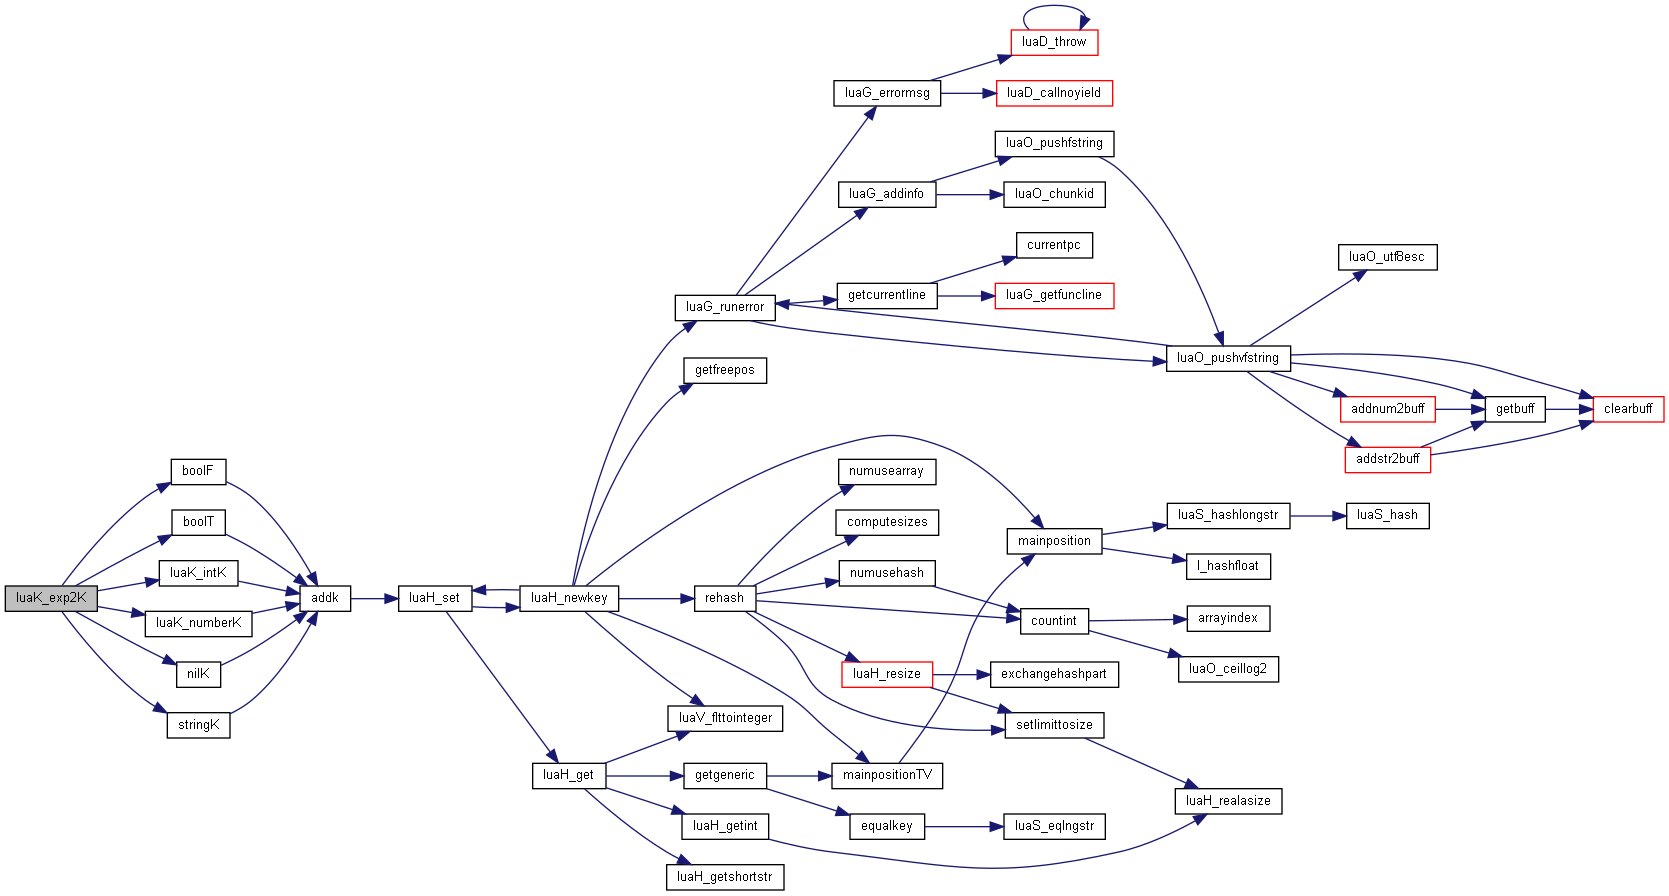 luaD_throw
luaG_errormsg
luaD_callnoyield
luaO_pushfstring
luaG_addinfo
luaO_chunkid
currentpc
luaO_utf8esc
getcurrentline
luaG_getfuncline
luaG_runerror
luaO_pushvfstring
getfreepos
addnum2buff
getbuff
clearbuff
addstr2buff
boolF
numusearray
boolT
computesizes
luaS_hashlongstr
luaS_hash
mainposition
l_hashfloat
luaK_intK
numusehash
luaK_exp2K
addk
luaH_set
luaH_newkey
rehash
luaK_numberK
countint
arrayindex
luaO_ceillog2
nilK
luaH_resize
exchangehashpart
stringK
luaV_flttointeger
setlimittosize
luaH_get
getgeneric
mainpositionTV
luaH_realasize
luaH_getint
equalkey
luaS_eqlngstr
luaH_getshortstr